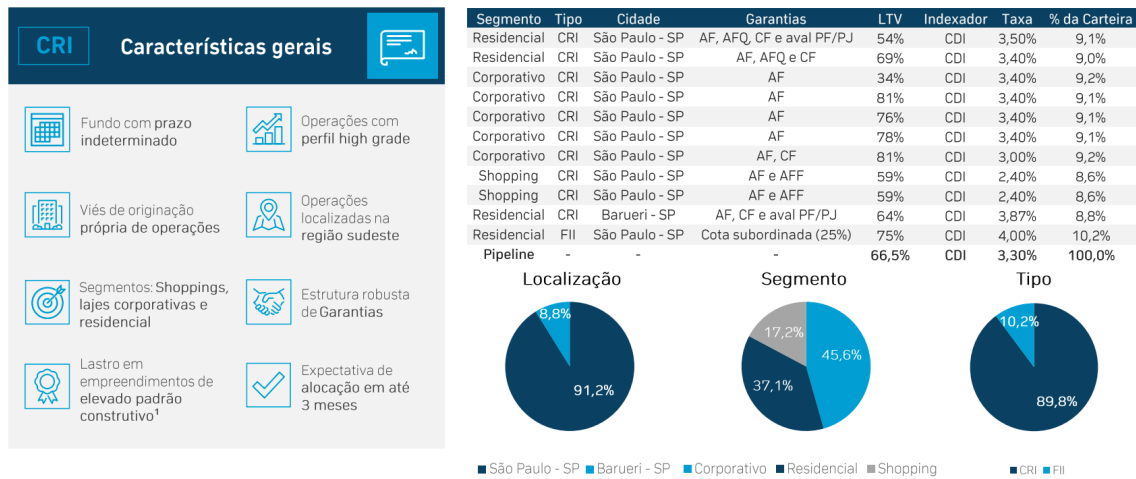 CRI
Características gerais
Fundo com prazo
indeterminado
Operações com
perfil high grade
Viés de originação
própria de operações
Operações
localizadas na
região sudeste
Segmentos: Shoppings,
lajes corporativas e
residencial
Estrutura robusta
de Garantias
Lastro em
empreendimentos de
elevado padrão
construtivo¹
Expectativa de
alocação em até
3 meses
Segmento Tipo Cidade Garantias LTV Indexador Taxa % da Carteira
Residencial CRI São Paulo - SP AF, AFQ, CF e aval PF/PJ 54% CDI 3,50% 9,1%
Residencial CRI São Paulo - SP AF, AFQ e CF 69% CDI 3,40% 9,0%
Corporativo CRI São Paulo - SP AF 34% CDI 3,40% 9,2%
Corporativo CRI São Paulo - SP AF 81% CDI 3,40% 9,1%
Corporativo CRI São Paulo - SP AF 76% CDI 3,40% 9,1%
Corporativo CRI São Paulo - SP AF 78% CDI 3,40% 9,1%
Corporativo CRI São Paulo - SP AF, CF 81% CDI 3,00% 9,2%
Shopping CRI São Paulo - SP AF e AFF 59% CDI 2,40% 8,6%
Shopping CRI São Paulo - SP AF e AFF 59% CDI 2,40% 8,6%
Residencial CRI Barueri - SP AF, CF e aval PF/PJ 64% CDI 3,87% 8,8%
Residencial FII São Paulo - SP Cota subordinada (25%) 75% CDI 4,00% 10,2%
Pipeline - - - 66,5% CDI 3,30% 100,0%
Localização
8,8%
91,2%
São Paulo - SP Barueri - SP
Segmento
17,2%
45,6%
37,1%
Corporativo Residencial Shopping
Tipo
10,2%
89,8%
CRI FII